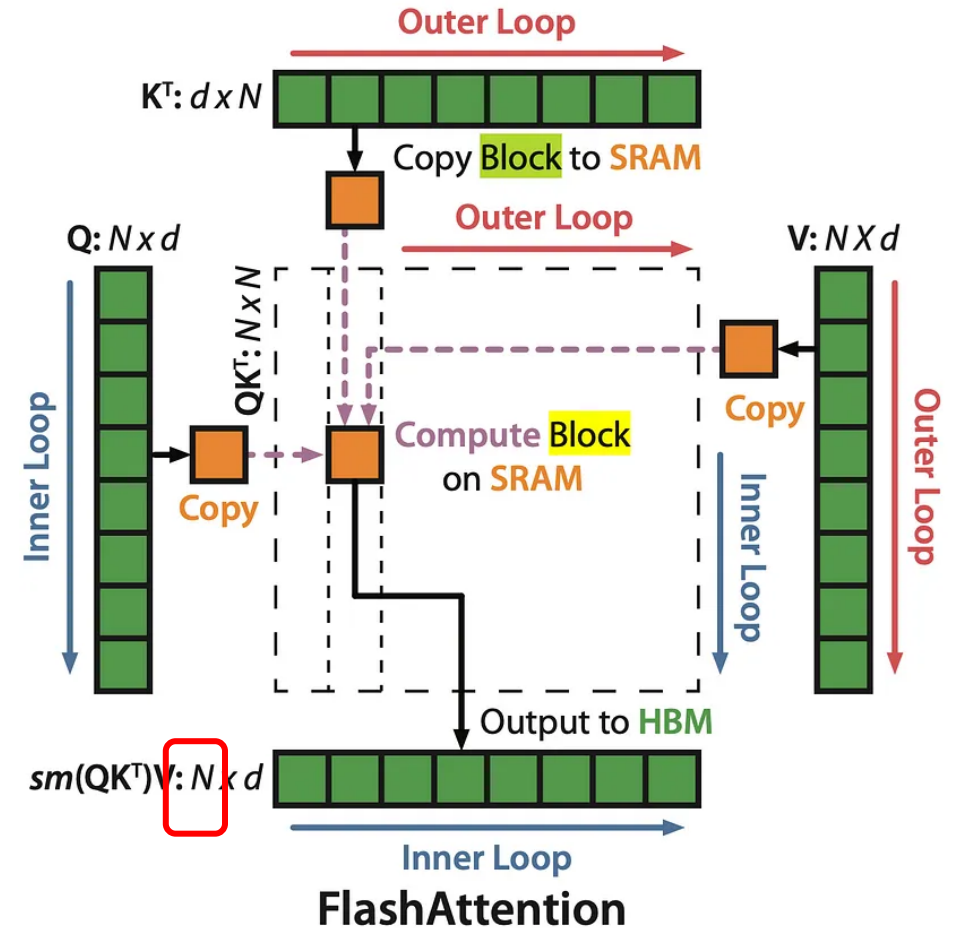 Outer Loop
Kᵀ: d x N
Copy Block to SRAM
Outer Loop
Q: N x d
V: N X d
QKᵀ: N x N
Inner Loop
Copy
Compute Block
on SRAM
Copy
Inner Loop
Outer Loop
Output to HBM
sm(QKᵀ)V: N x d
Inner Loop
FlashAttention